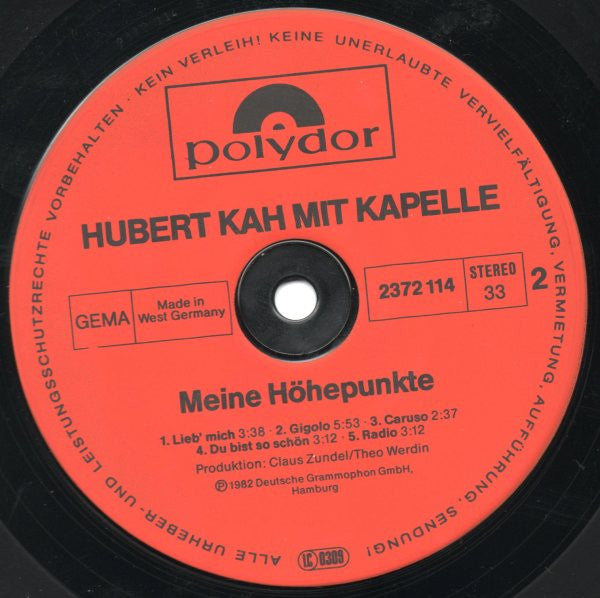 polydor
HUBERT KAH MIT KAPELLE
GEMA
Made in
West Germany
2372 114
STEREO
33
2
Meine Höhepunkte
1. Lieb' mich 3:38 · 2. Gigolo 5:53 · 3. Caruso 2:37
4. Du bist so schön 3:12 · 5. Radio 3:12
Produktion: Claus Zundel/Theo Werdin
Ⓟ 1982 Deutsche Grammophon GmbH,
Hamburg
LC 0309
ALLE URHEBER- UND LEISTUNGSSCHUTZRECHTE VORBEHALTEN · KEIN VERLEIH! KEINE UNERLAUBTE VERVIELFÄLTIGUNG, VERMIETUNG, AUFFÜHRUNG, SENDUNG!